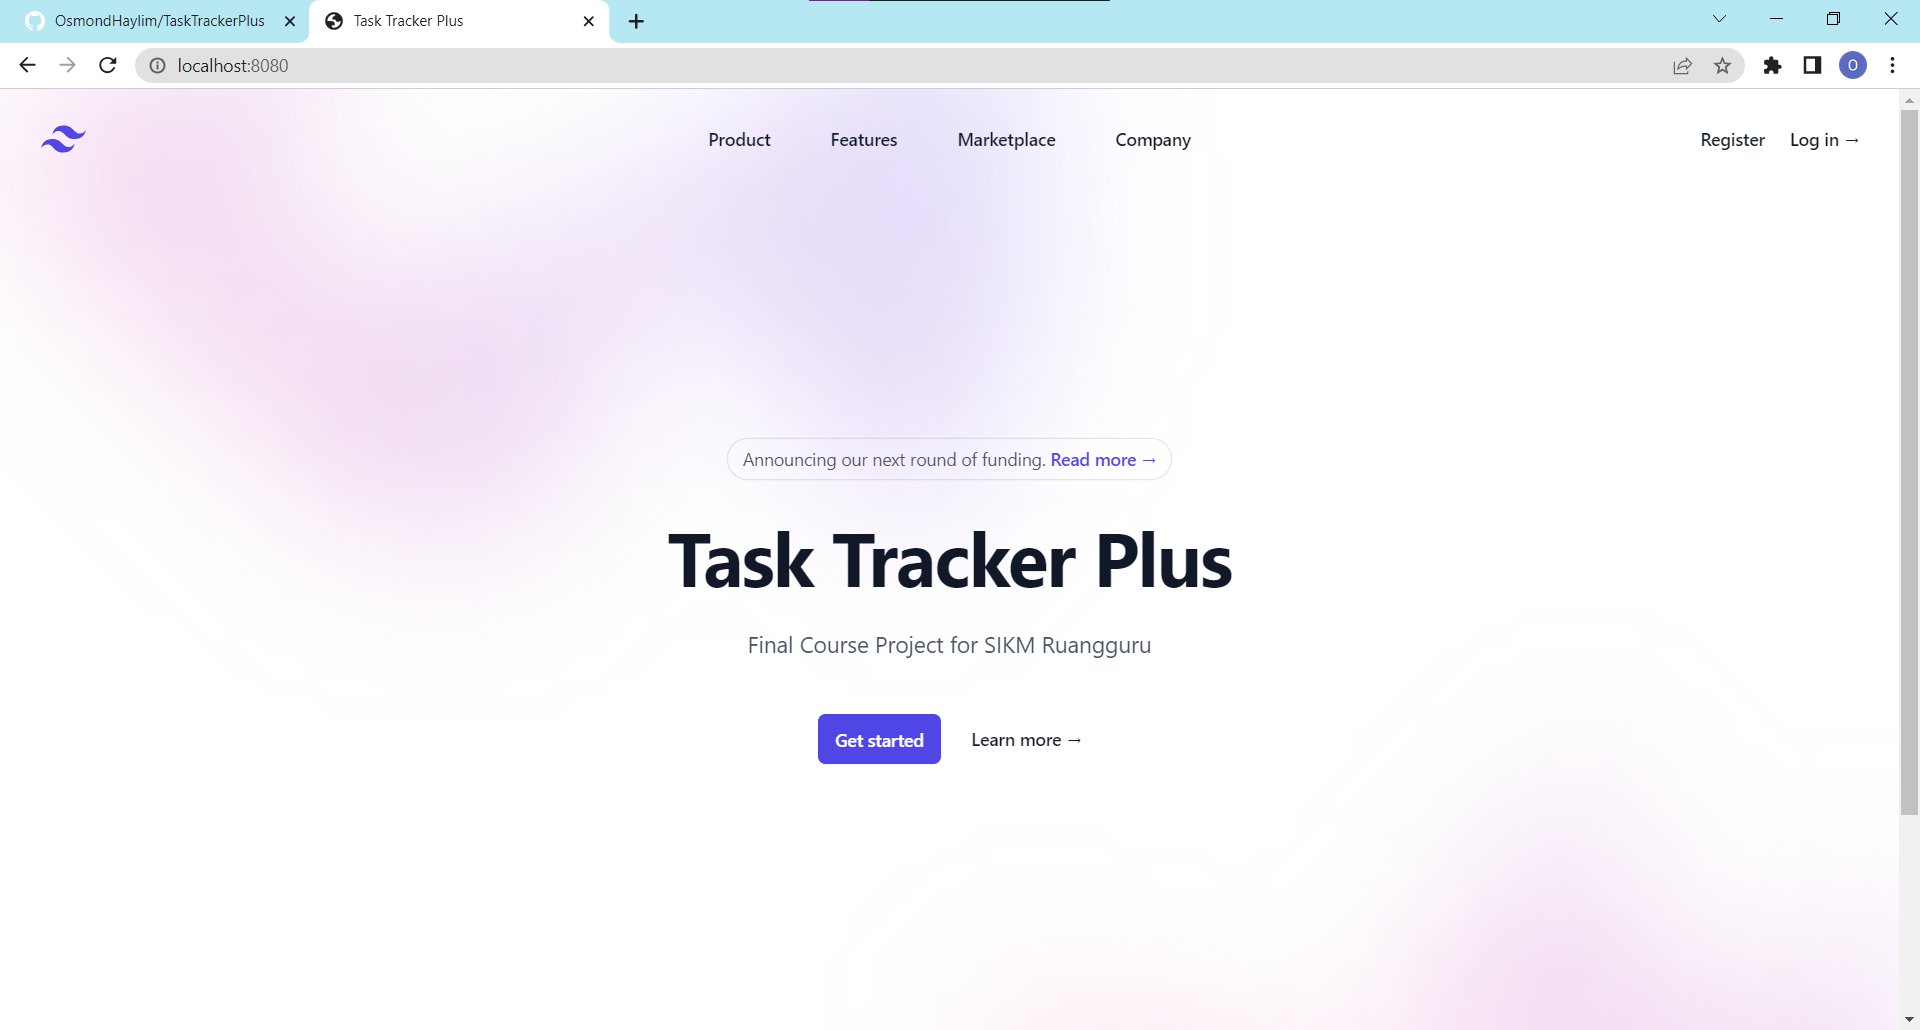 OsmondHaylim/TaskTrackerPlus
Task Tracker Plus
localhost:8080
O
Product Features Marketplace Company Register Log in →
Announcing our next round of funding. Read more →
Task Tracker Plus
Final Course Project for SIKM Ruangguru
Get started Learn more →